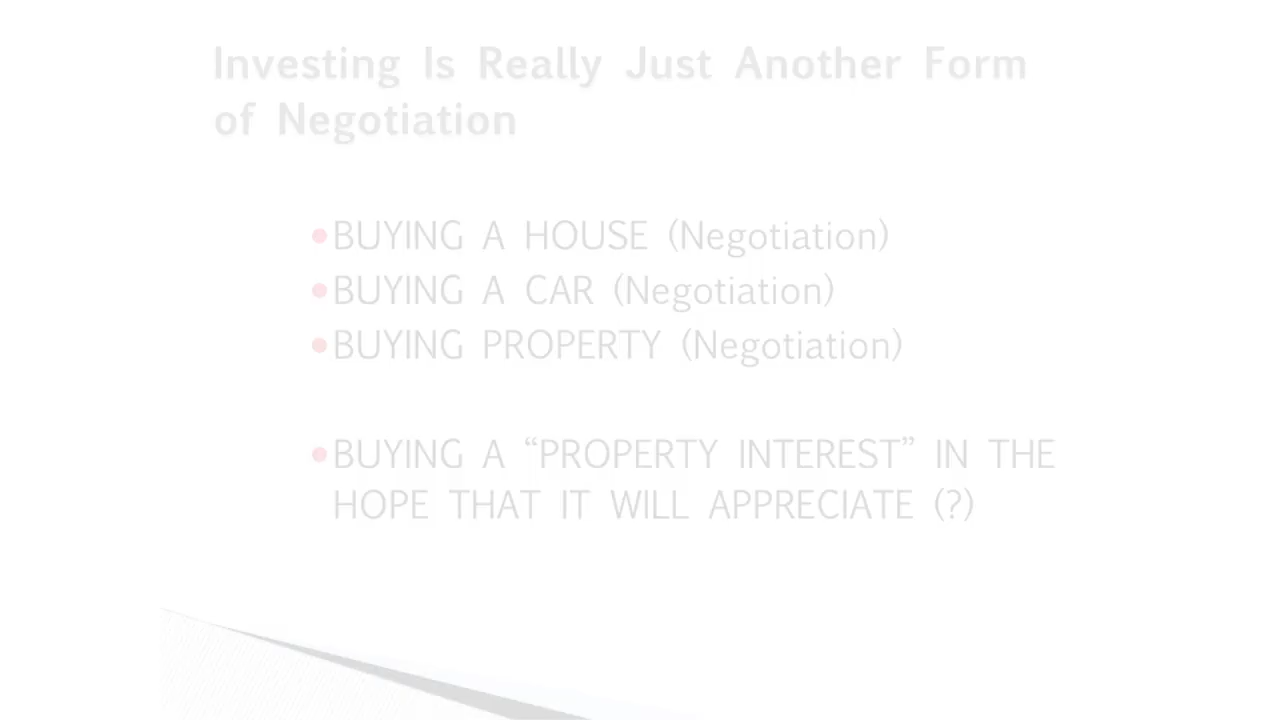 Investing Is Really Just Another Form
of Negotiation
•BUYING A HOUSE (Negotiation)
•BUYING A CAR (Negotiation)
•BUYING PROPERTY (Negotiation)
•BUYING A “PROPERTY INTEREST” IN THE
HOPE THAT IT WILL APPRECIATE (?)